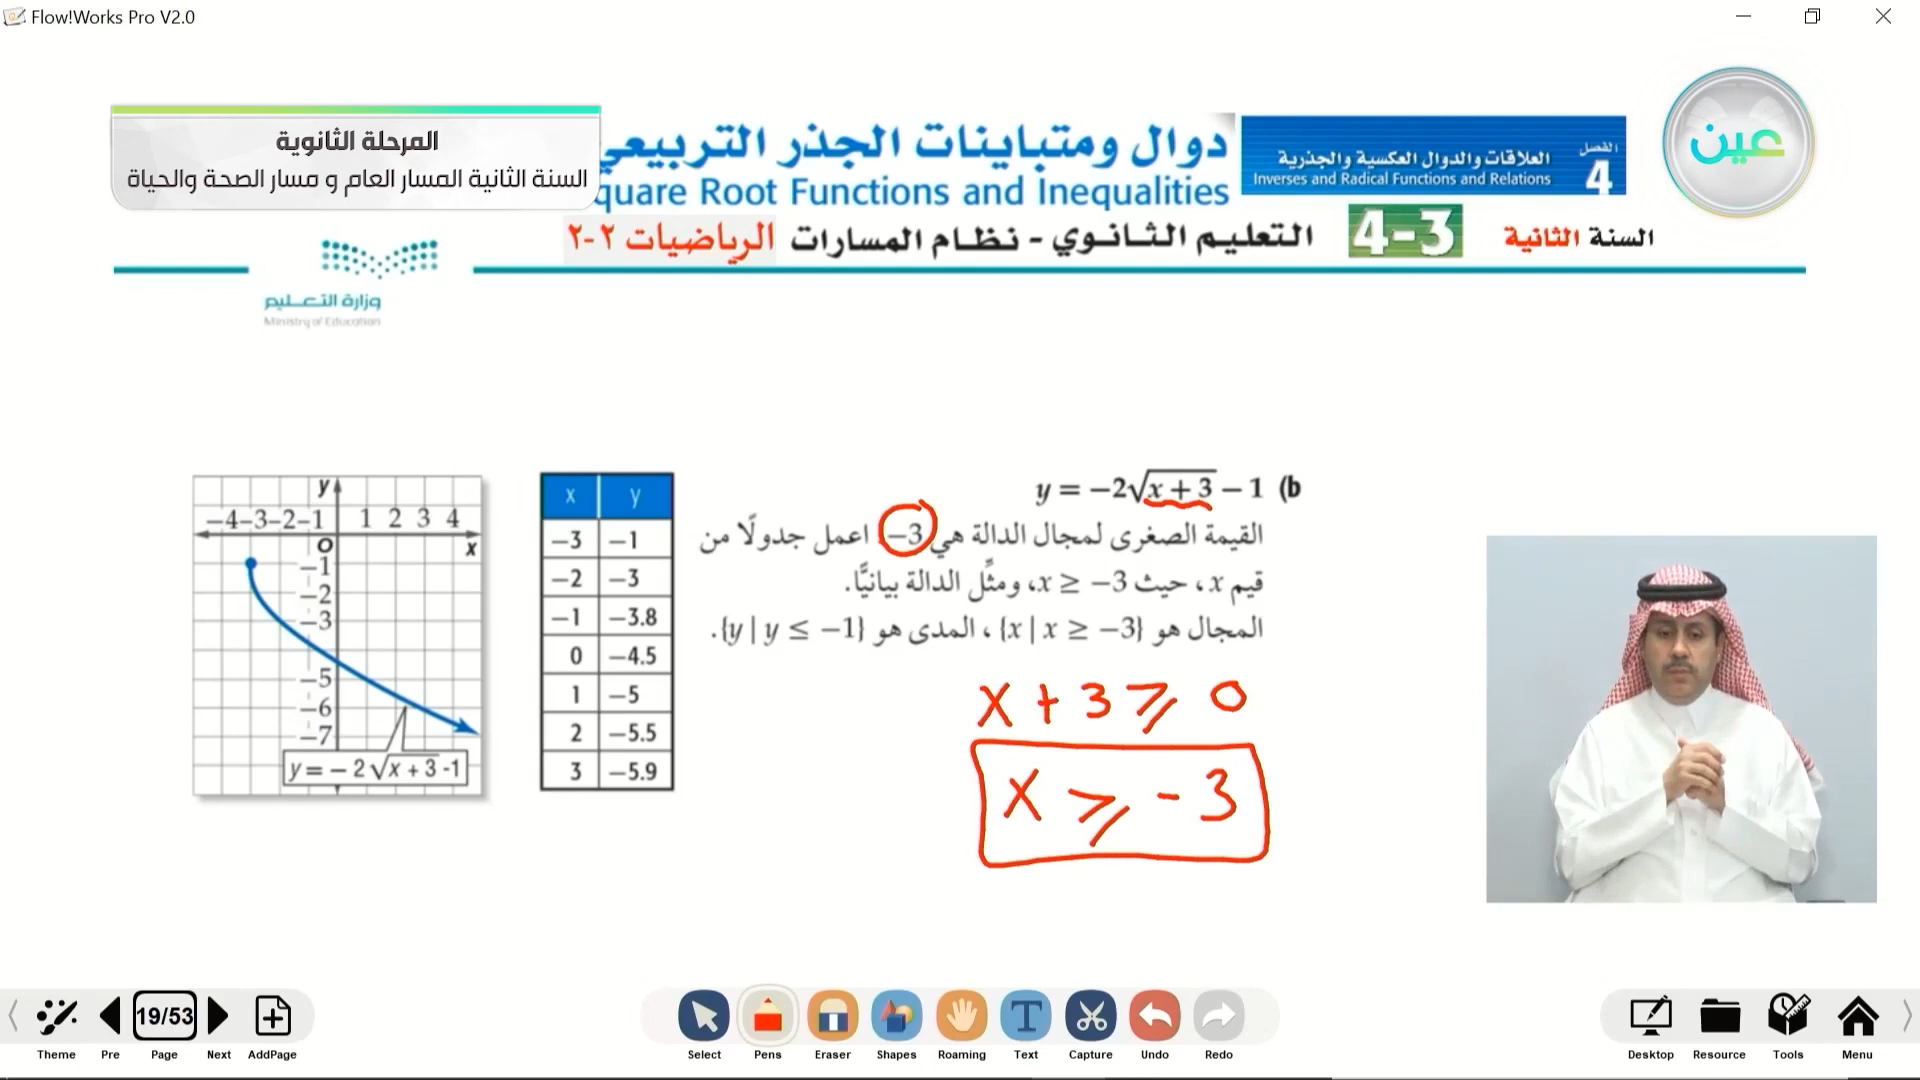 Flow!Works Pro V2.0
عين
الفصل 4
العلاقات والدوال العكسية والجذرية
Inverses and Radical Functions and Relations
دوال ومتباينات الجذر التربيعي
quare Root Functions and Inequalities
المرحلة الثانوية
السنة الثانية المسار العام و مسار الصحة والحياة
السنة الثانية
4-3
التعليم الثانوي - نظام المسارات الرياضيات ٢-٢
وزارة التعليم
Ministry of Education
y = −2√x + 3 − 1 (b
القيمة الصغرى لمجال الدالة هي −3 اعمل جدولًا من
قيم x ، حيث x ≥ −3، ومثِّل الدالة بيانيًّا.
المجال هو {x | x ≥ −3} ، المدى هو {y | y ≤ −1}.
x + 3 ≥ 0
x ≥ -3
x y
−3 −1
−2 −3
−1 −3.8
0 −4.5
1 −5
2 −5.5
3 −5.9
y
−4−3−2−1 1 2 3 4
O x
−1
−2
−3
−5
−6
−7
y = − 2√x + 3 -1
19/53
Theme Pre Page Next AddPage
Select Pens Eraser Shapes Roaming Text Capture Undo Redo
Desktop Resource Tools Menu